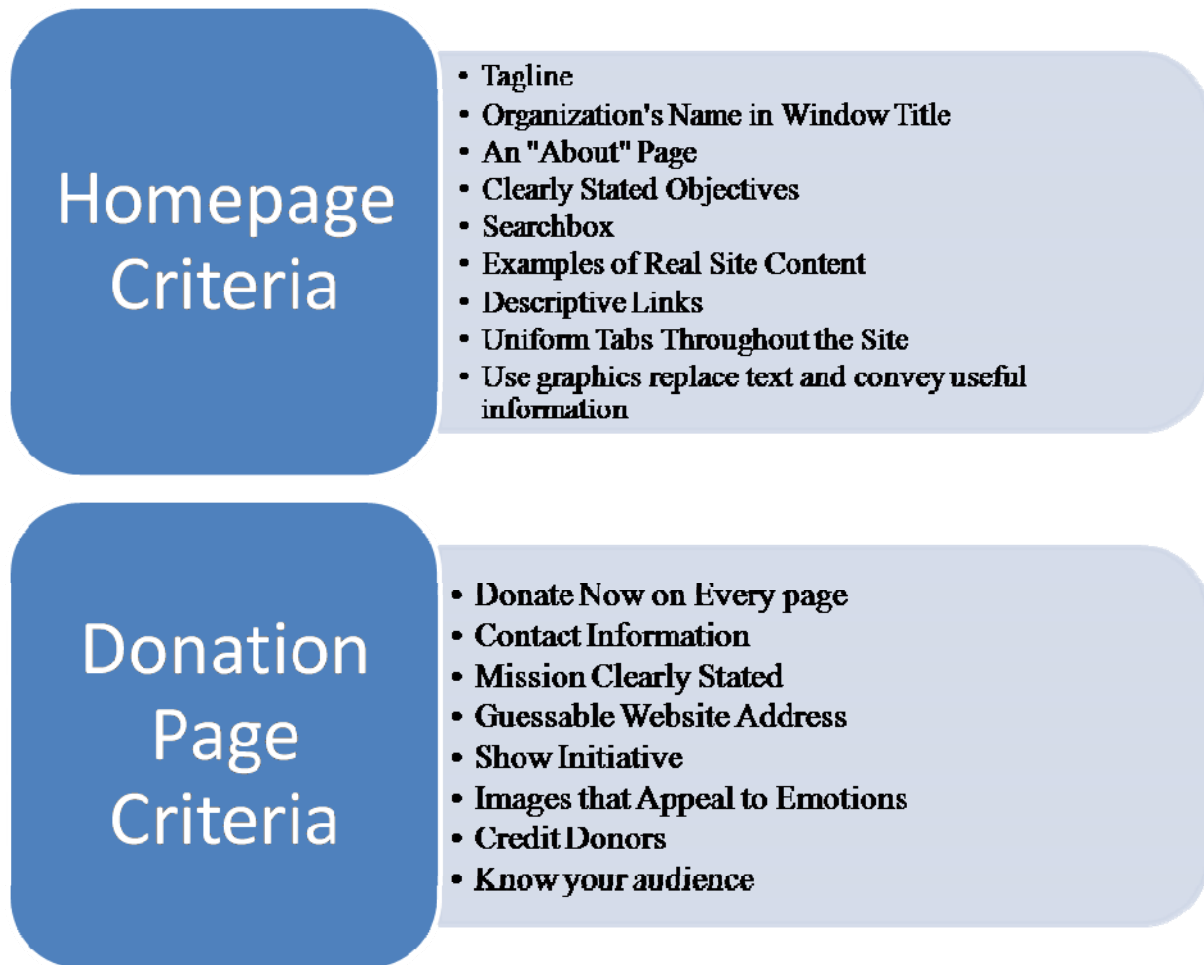 Homepage
Criteria
• Tagline
• Organization's Name in Window Title
• An "About" Page
• Clearly Stated Objectives
• Searchbox
• Examples of Real Site Content
• Descriptive Links
• Uniform Tabs Throughout the Site
• Use graphics replace text and convey useful
information
Donation
Page
Criteria
• Donate Now on Every page
• Contact Information
• Mission Clearly Stated
• Guessable Website Address
• Show Initiative
• Images that Appeal to Emotions
• Credit Donors
• Know your audience